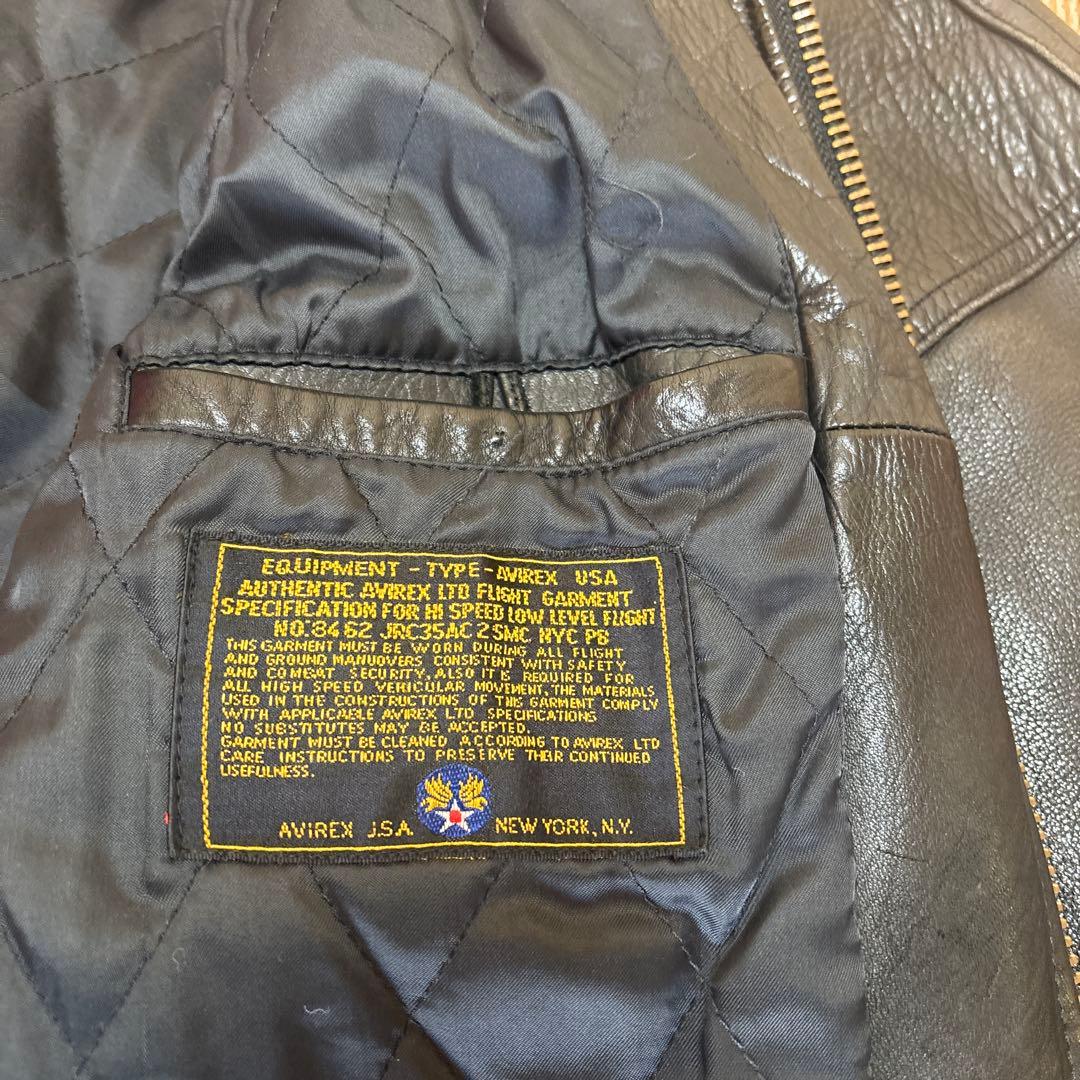 EQUIPMENT - TYPE - AVIREX USA
AUTHENTIC AVIREX LTD FLIGHT GARMENT
SPECIFICATION FOR HI SPEED LOW LEVEL FLIGHT
NO. 8462 JRC35AC2SMC NYC PB
THIS GARMENT MUST BE WORN DURING ALL FLIGHT
AND GROUND MANUOVERS CONSISTENT WITH SAFETY
AND COMBAT SECURITY, ALSO IT IS REQUIRED FOR
ALL HIGH SPEED VEHICULAR MOVEMENT, THE MATERIALS
USED IN THE CONSTRUCTIONS OF THIS GARMENT COMPLY
WITH APPLICABLE AVIREX LTD SPECIFICATIONS
NO SUBSTITUTES MAY BE ACCEPTED.
GARMENT MUST BE CLEANED ACCORDING TO AVIREX LTD
CARE INSTRUCTIONS TO PRESERVE THEIR CONTINUED
USEFULNESS.
AVIREX U.S.A. NEW YORK, N.Y.